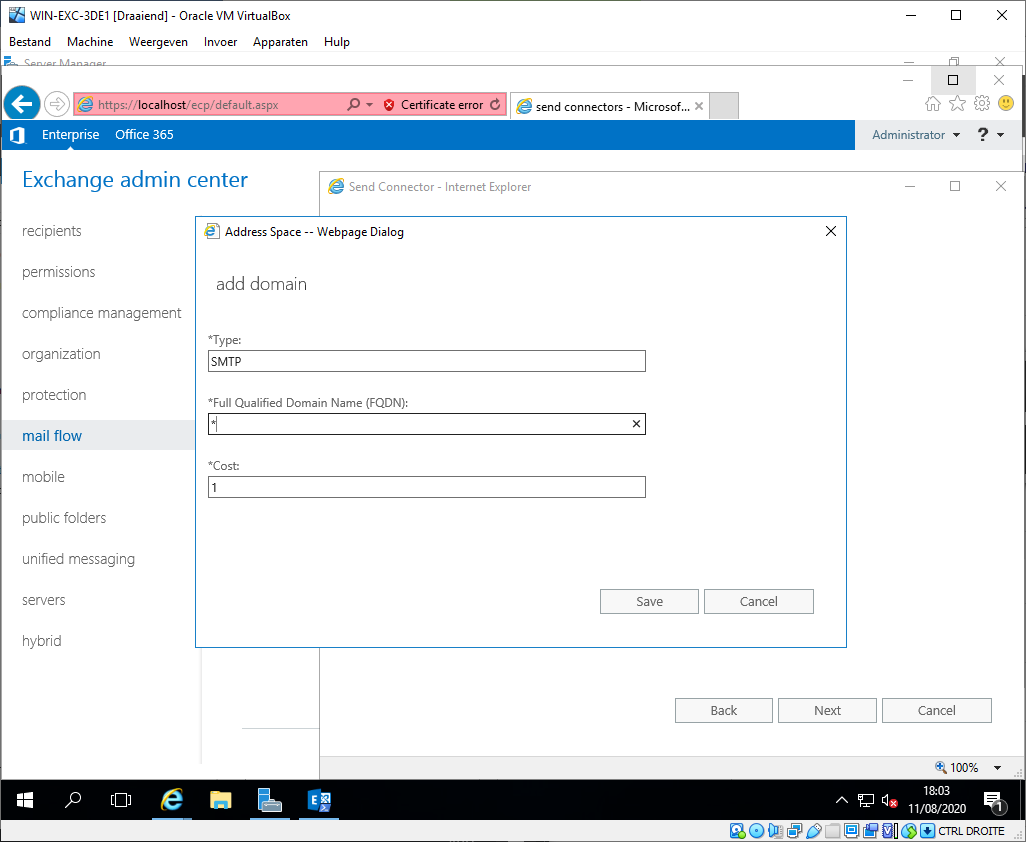 WIN-EXC-3DE1 [Draaiend] - Oracle VM VirtualBox
Bestand Machine Weergeven Invoer Apparaten Hulp
Server Manager
https://localhost/ecp/default.aspx Certificate error send connectors - Microsof...
Enterprise Office 365 Administrator ?
Exchange admin center
Send Connector - Internet Explorer
recipients
permissions
compliance management
organization
protection
mail flow
mobile
public folders
unified messaging
servers
hybrid
Address Space -- Webpage Dialog
add domain
*Type:
SMTP
*Full Qualified Domain Name (FQDN):
*
*Cost:
1
Save Cancel
Back Next Cancel
100%
18:03
11/08/2020
1
CTRL DROITE